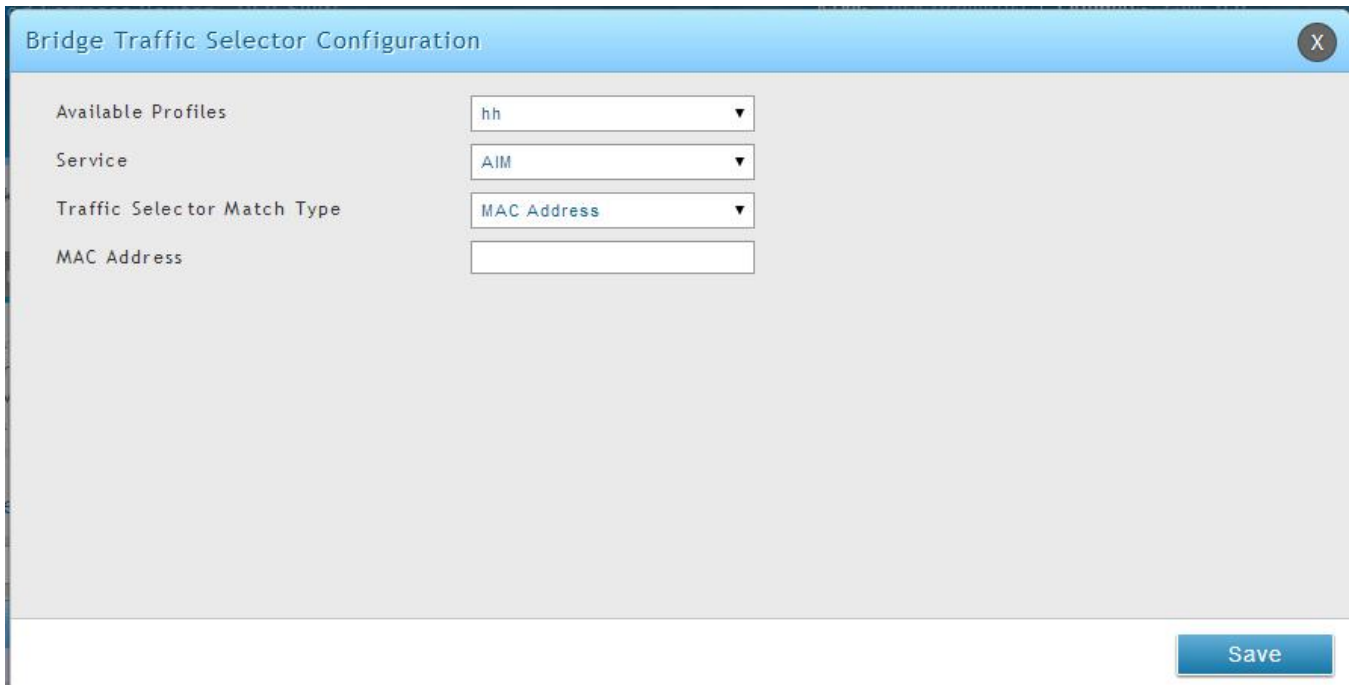 Bridge Traffic Selector Configuration
X
Available Profiles
hh
Service
AIM
Traffic Selector Match Type
MAC Address
MAC Address
Save